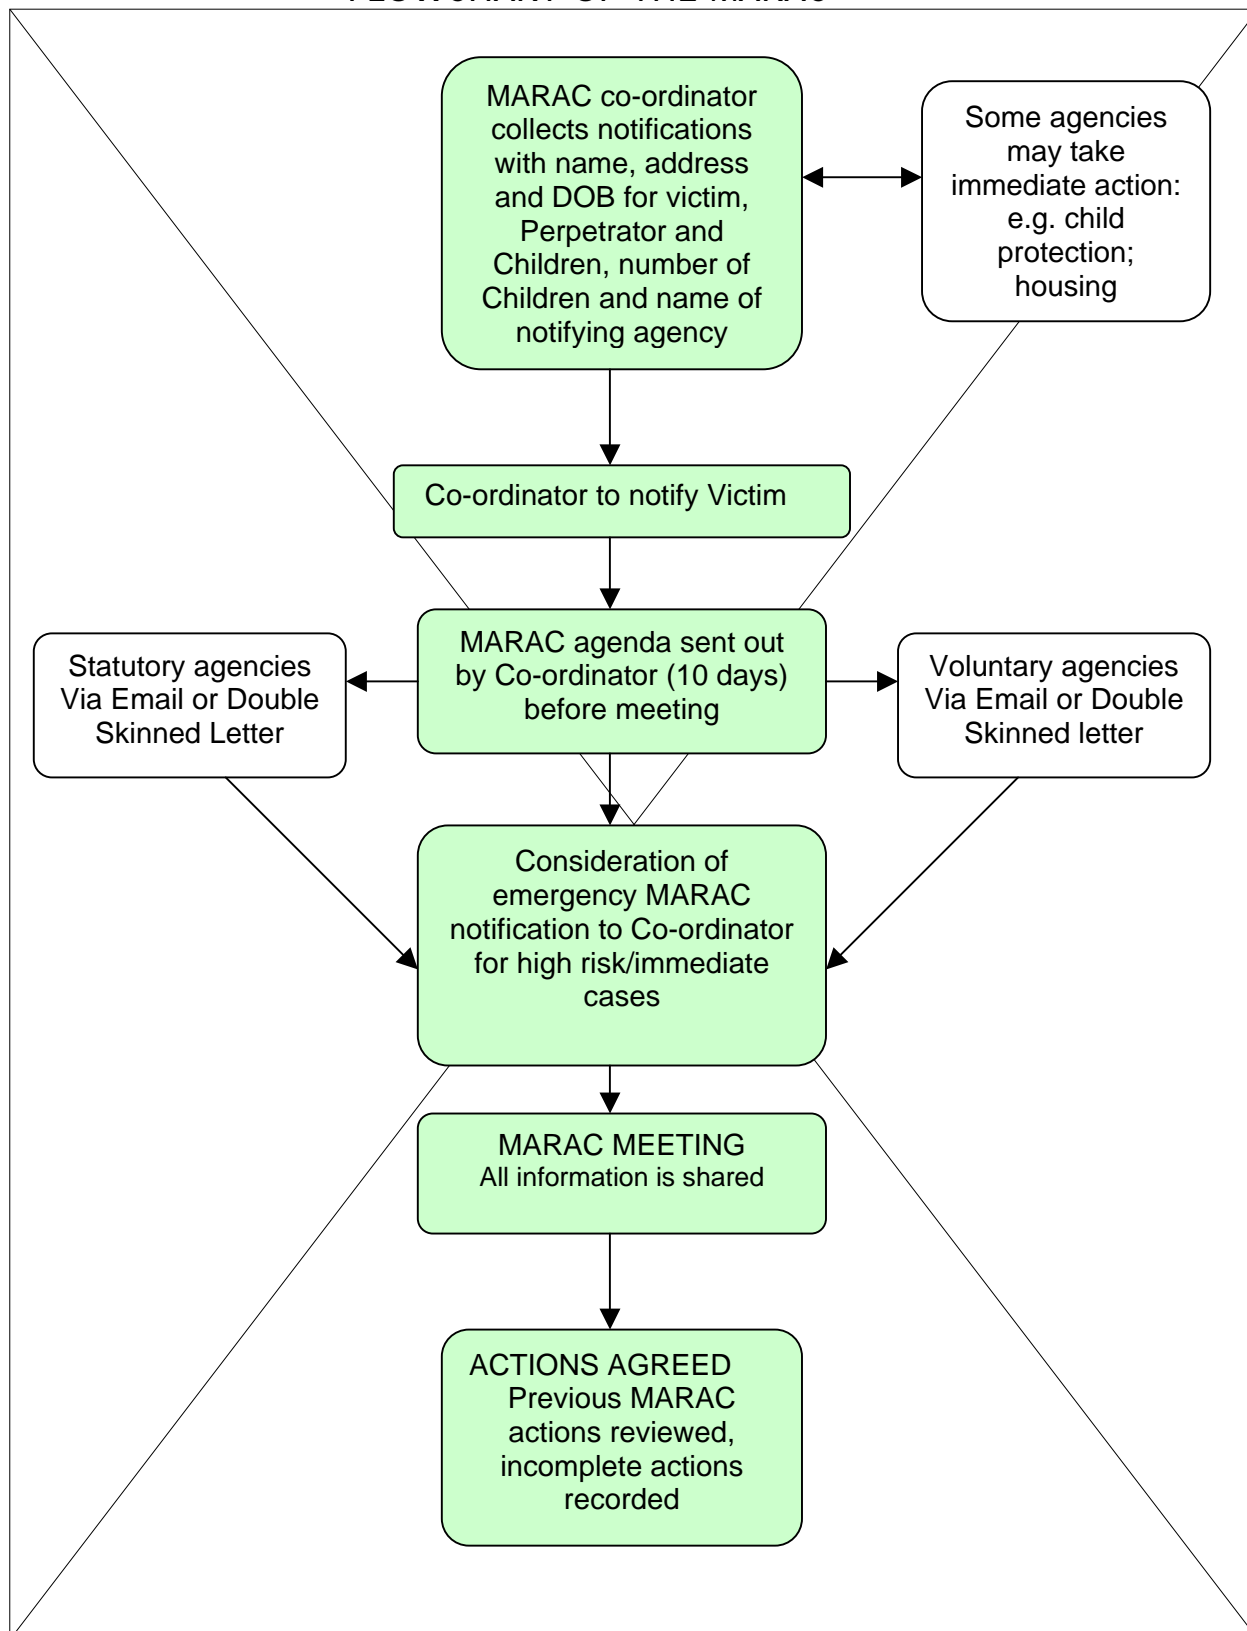 FLOWCHART OF THE MARAC
MARAC co-ordinator
collects notifications
with name, address
and DOB for victim,
Perpetrator and
Children, number of
Children and name of
notifying agency
Some agencies
may take
immediate action:
e.g. child
protection;
housing
Co-ordinator to notify Victim
Statutory agencies
Via Email or Double
Skinned Letter
MARAC agenda sent out
by Co-ordinator (10 days)
before meeting
Voluntary agencies
Via Email or Double
Skinned letter
Consideration of
emergency MARAC
notification to Co-ordinator
for high risk/immediate
cases
MARAC MEETING
All information is shared
ACTIONS AGREED
Previous MARAC
actions reviewed,
incomplete actions
recorded